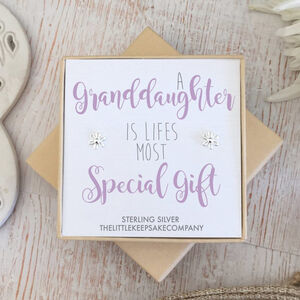 A
Granddaughter
IS LIFES
MOST
Special Gift
STERLING SILVER
THELITTLEKEEPSAKECOMPANY